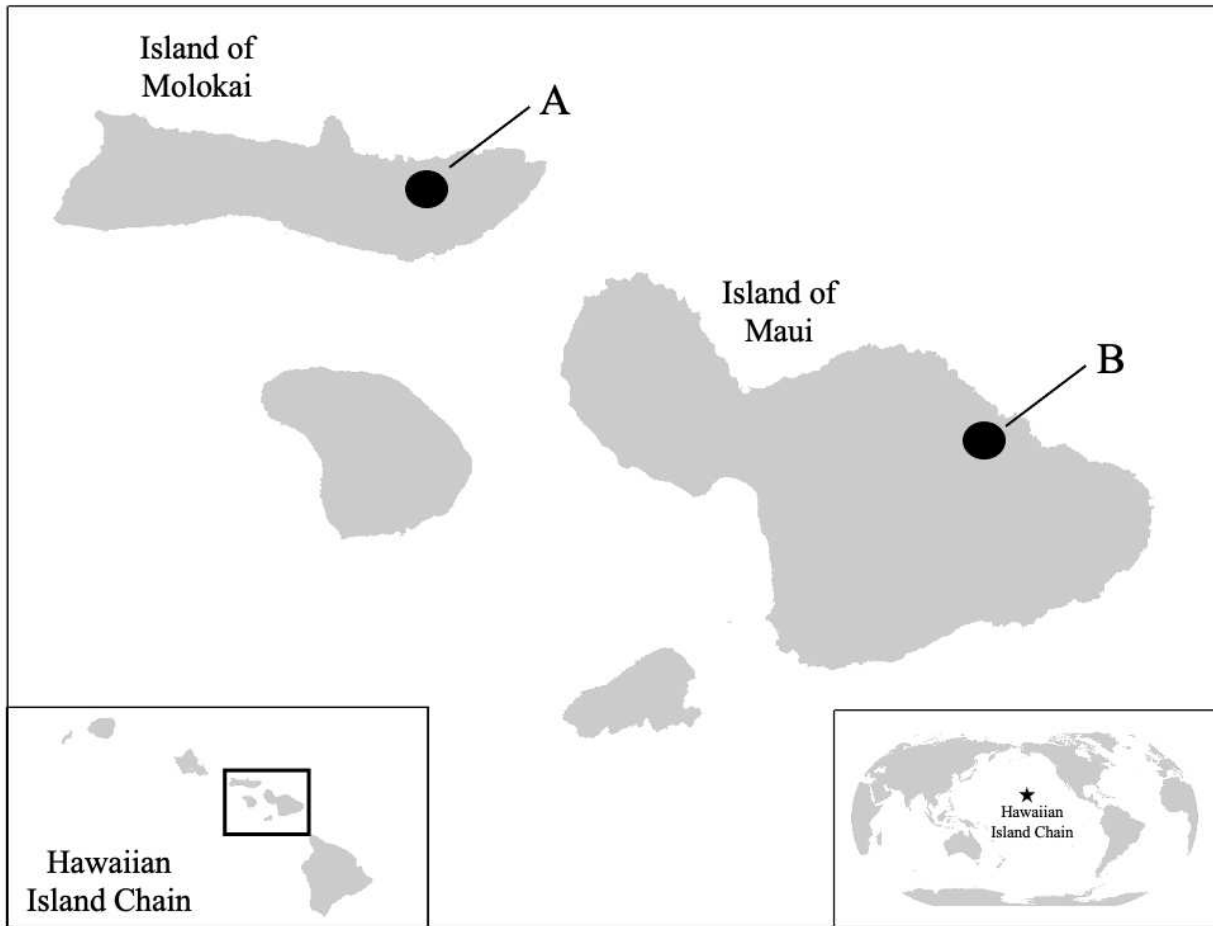 Island of
Molokai
A
Island of
Maui
B
Hawaiian
Island Chain
Hawaiian
Island Chain